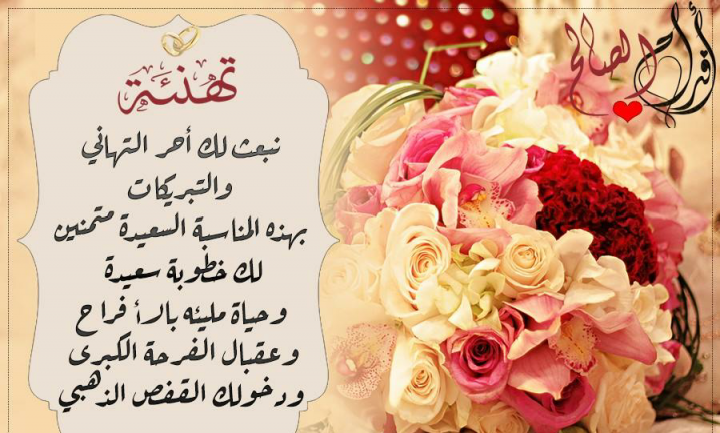 أفراح الصالح
تهنئة
نبعث لك أحر التهاني
والتبريكات
بهذه المناسبة السعيدة متمنين
لك خطوبة سعيدة
وحياة مليئه بالأفراح
وعقبال الفرحة الكبرى
ودخولك القفص الذهبي